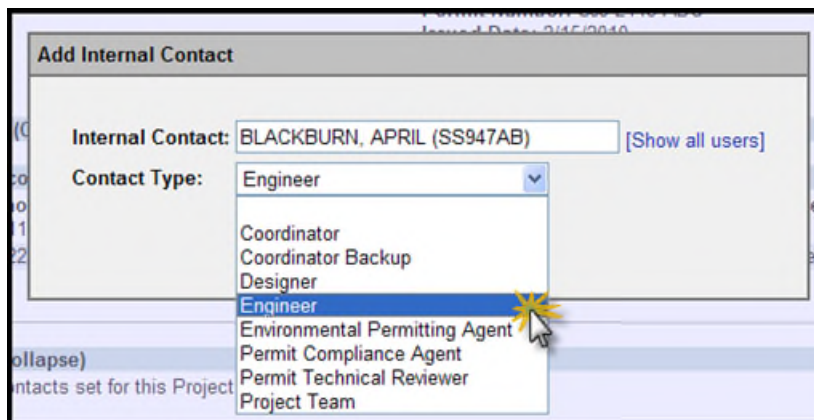 Add Internal Contact
Internal Contact: BLACKBURN, APRIL (SS947AB) [Show all users]
Contact Type: Engineer
Coordinator
Coordinator Backup
Designer
Engineer
Environmental Permitting Agent
Permit Compliance Agent
Permit Technical Reviewer
Project Team
ollapse)
ntacts set for this Project